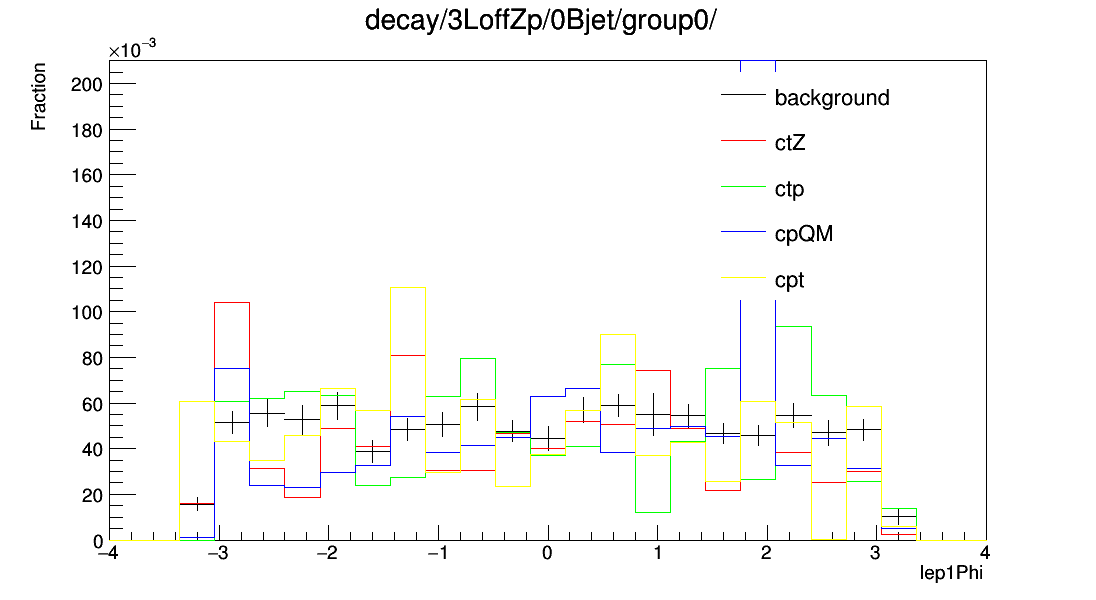 decay/3LoffZp/0Bjet/group0/
×10⁻³
Fraction
200
180
160
140
120
100
80
60
40
20
0
background
ctZ
ctp
cpQM
cpt
−4 −3 −2 −1 0 1 2 3 4
lep1Phi